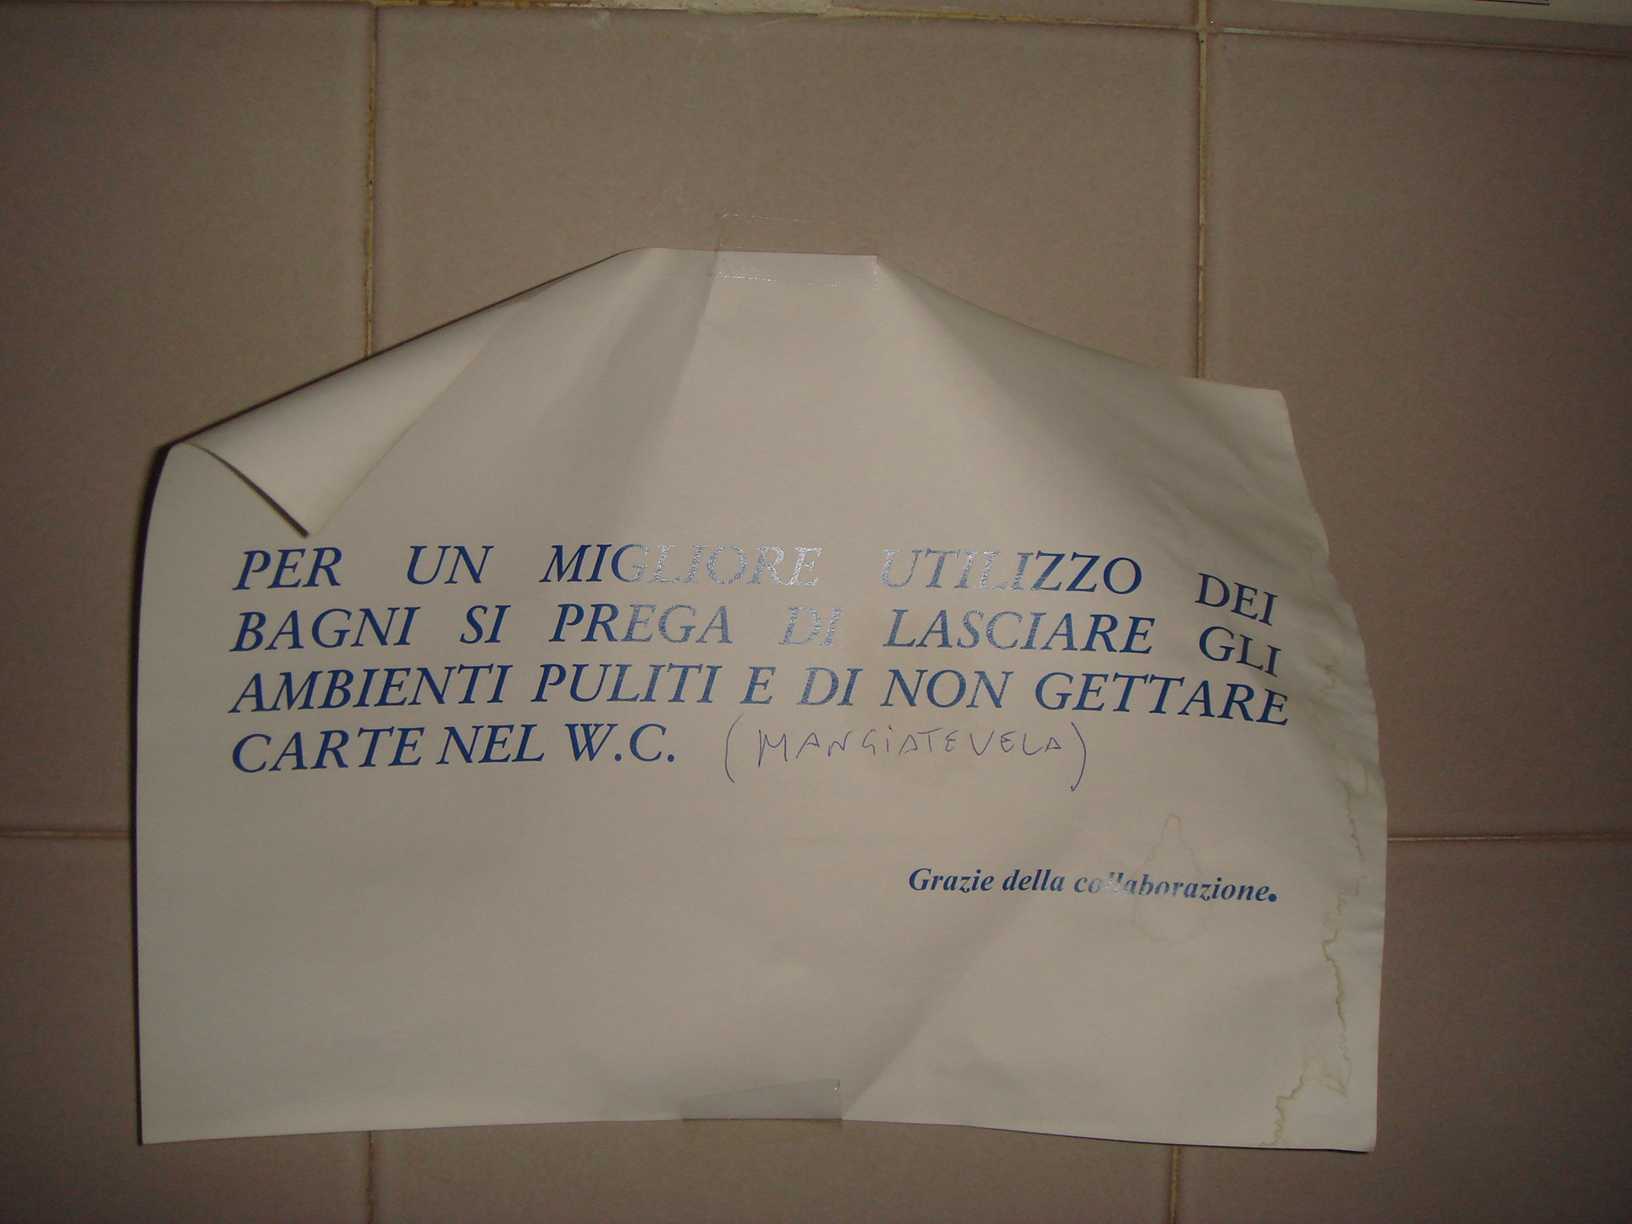 PER UN MIGLIORE UTILIZZO DEI
BAGNI SI PREGA DI LASCIARE GLI
AMBIENTI PULITI E DI NON GETTARE
CARTE NEL W.C. (MANGIATEVELA)
Grazie della collaborazione.